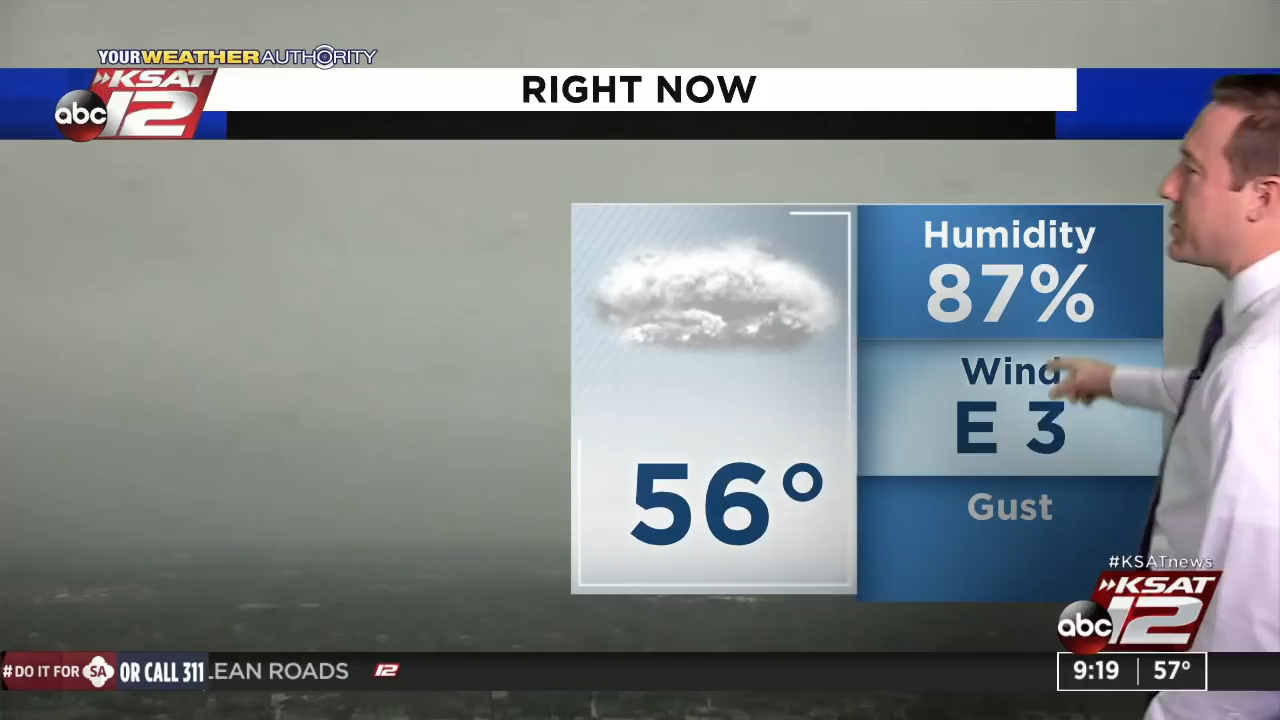 YOURWEATHERAUTHORITY
KSAT
abc 12
RIGHT NOW
Humidity
87%
Wind
E 3
56°
Gust
#KSATnews
KSAT
abc 12
#DO IT FOR SA OR CALL 311 LEAN ROADS 12
9:19 57°